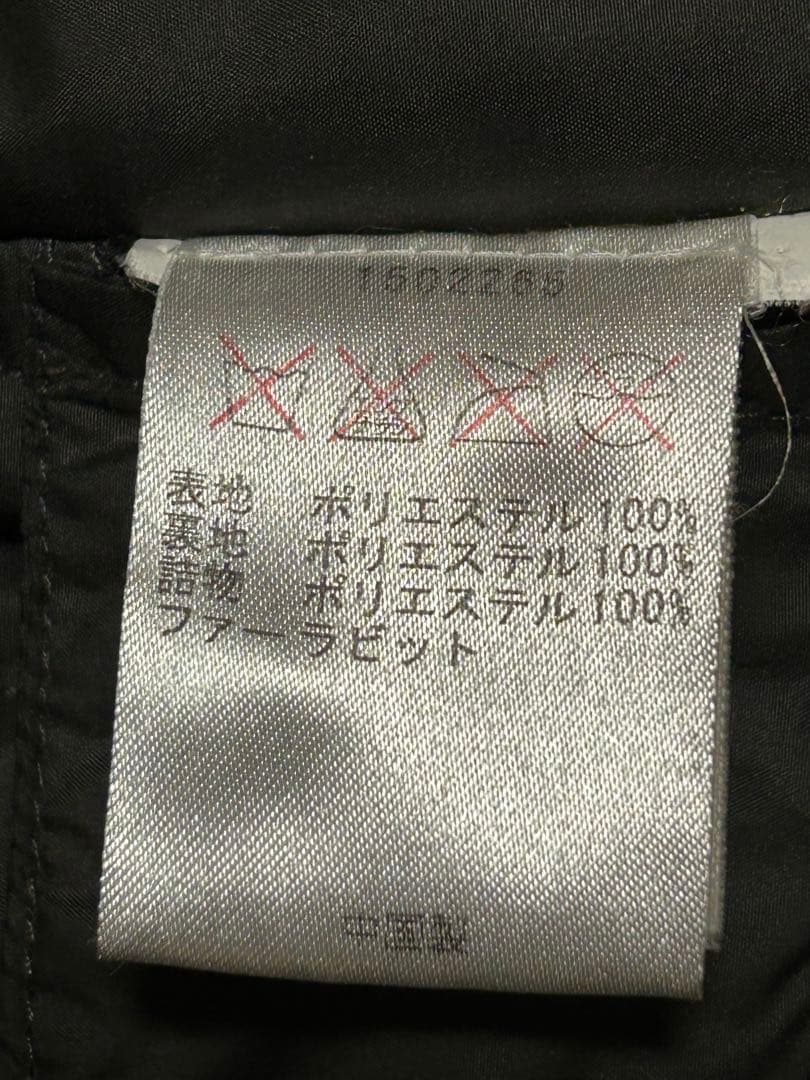 1502265
表地 ポリエステル100%
裏地 ポリエステル100%
詰物 ポリエステル100%
ファー ラビット
中国製